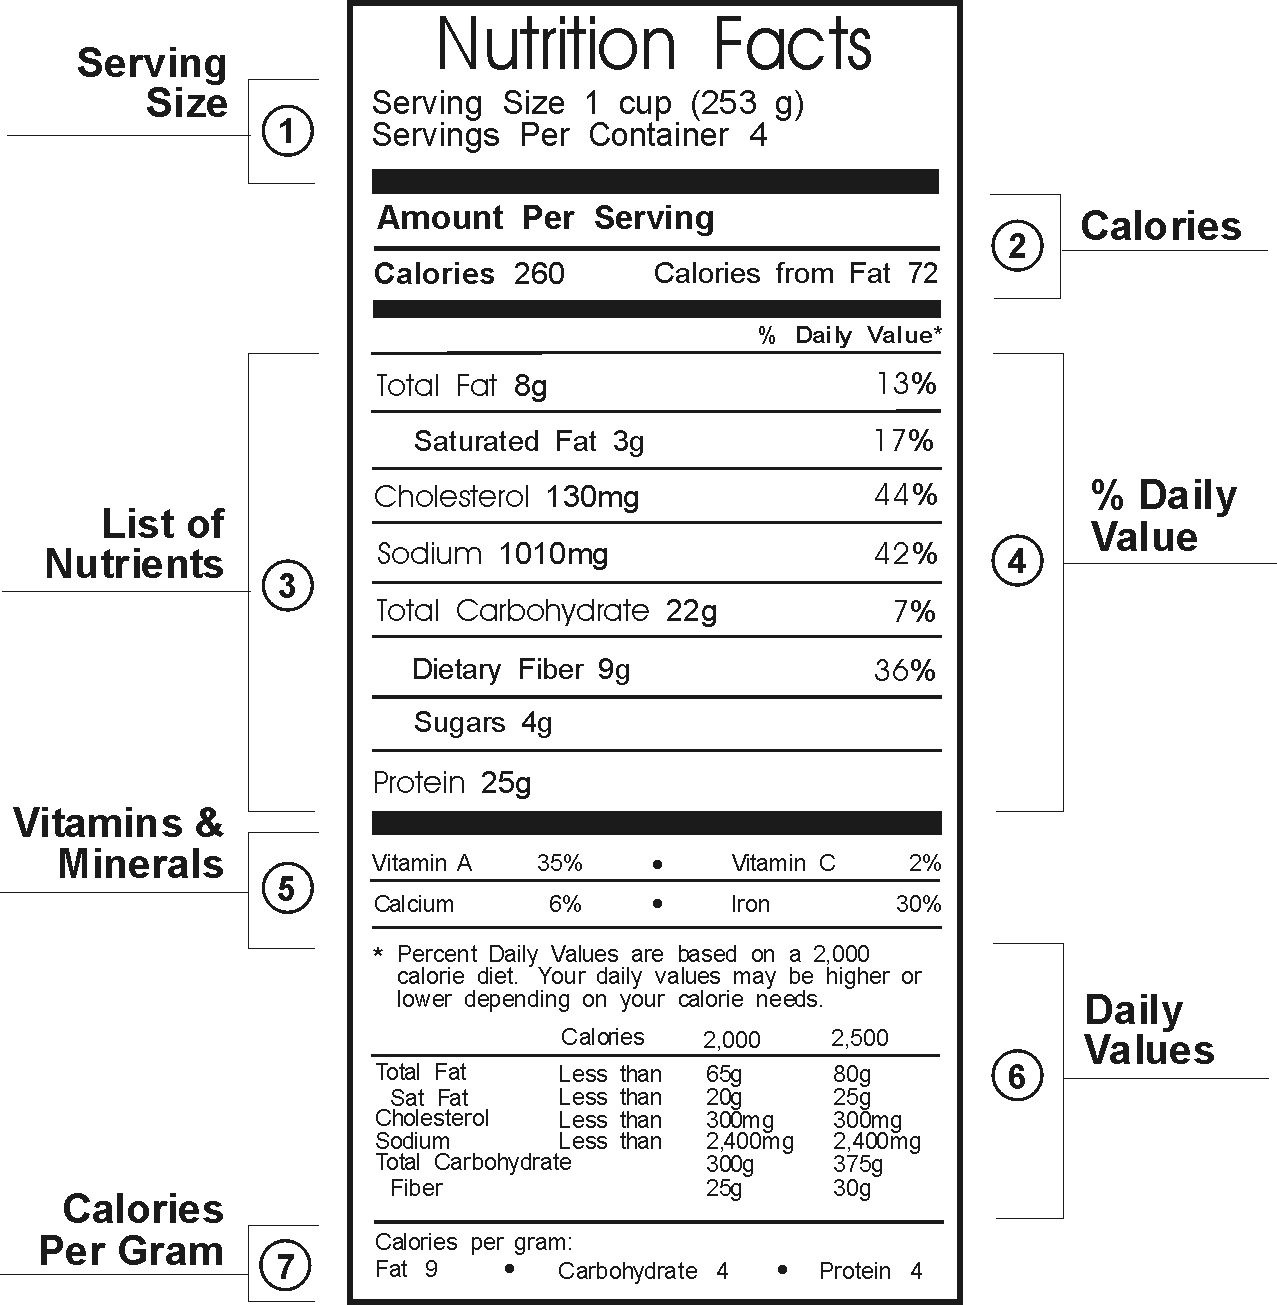 Nutrition Facts
Serving Size
1
Serving Size 1 cup (253 g)
Servings Per Container 4
Amount Per Serving
2
Calories
Calories 260 Calories from Fat 72
% Daily Value*
Total Fat 8g 13%
Saturated Fat 3g 17%
Cholesterol 130mg 44%
List of
Nutrients
3
Sodium 1010mg 42%
4
% Daily
Value
Total Carbohydrate 22g 7%
Dietary Fiber 9g 36%
Sugars 4g
Protein 25g
Vitamins &
Minerals
5
Vitamin A 35% • Vitamin C 2%
Calcium 6% • Iron 30%
* Percent Daily Values are based on a 2,000
calorie diet. Your daily values may be higher or
lower depending on your calorie needs.
Calories 2,000 2,500
Total Fat Less than 65g 80g
Sat Fat Less than 20g 25g
Cholesterol Less than 300mg 300mg
Sodium Less than 2,400mg 2,400mg
Total Carbohydrate 300g 375g
Fiber 25g 30g
6
Daily
Values
Calories
Per Gram
7
Calories per gram:
Fat 9 • Carbohydrate 4 • Protein 4